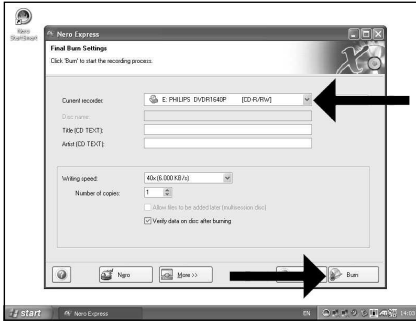 Nero
StartSmart
Nero Express
Final Burn Settings
Click 'Burn' to start the recording process.
Current recorder: E: PHILIPS DVDR1640P [CD-R/RW]
Disc name:
Title (CD TEXT):
Artist (CD TEXT):
Writing speed: 40x (6.000 KB/s)
Number of copies: 1
Allow files to be added later (multisession disc)
Verify data on disc after burning
Nero More >> Burn
start Nero Express EN 14:03